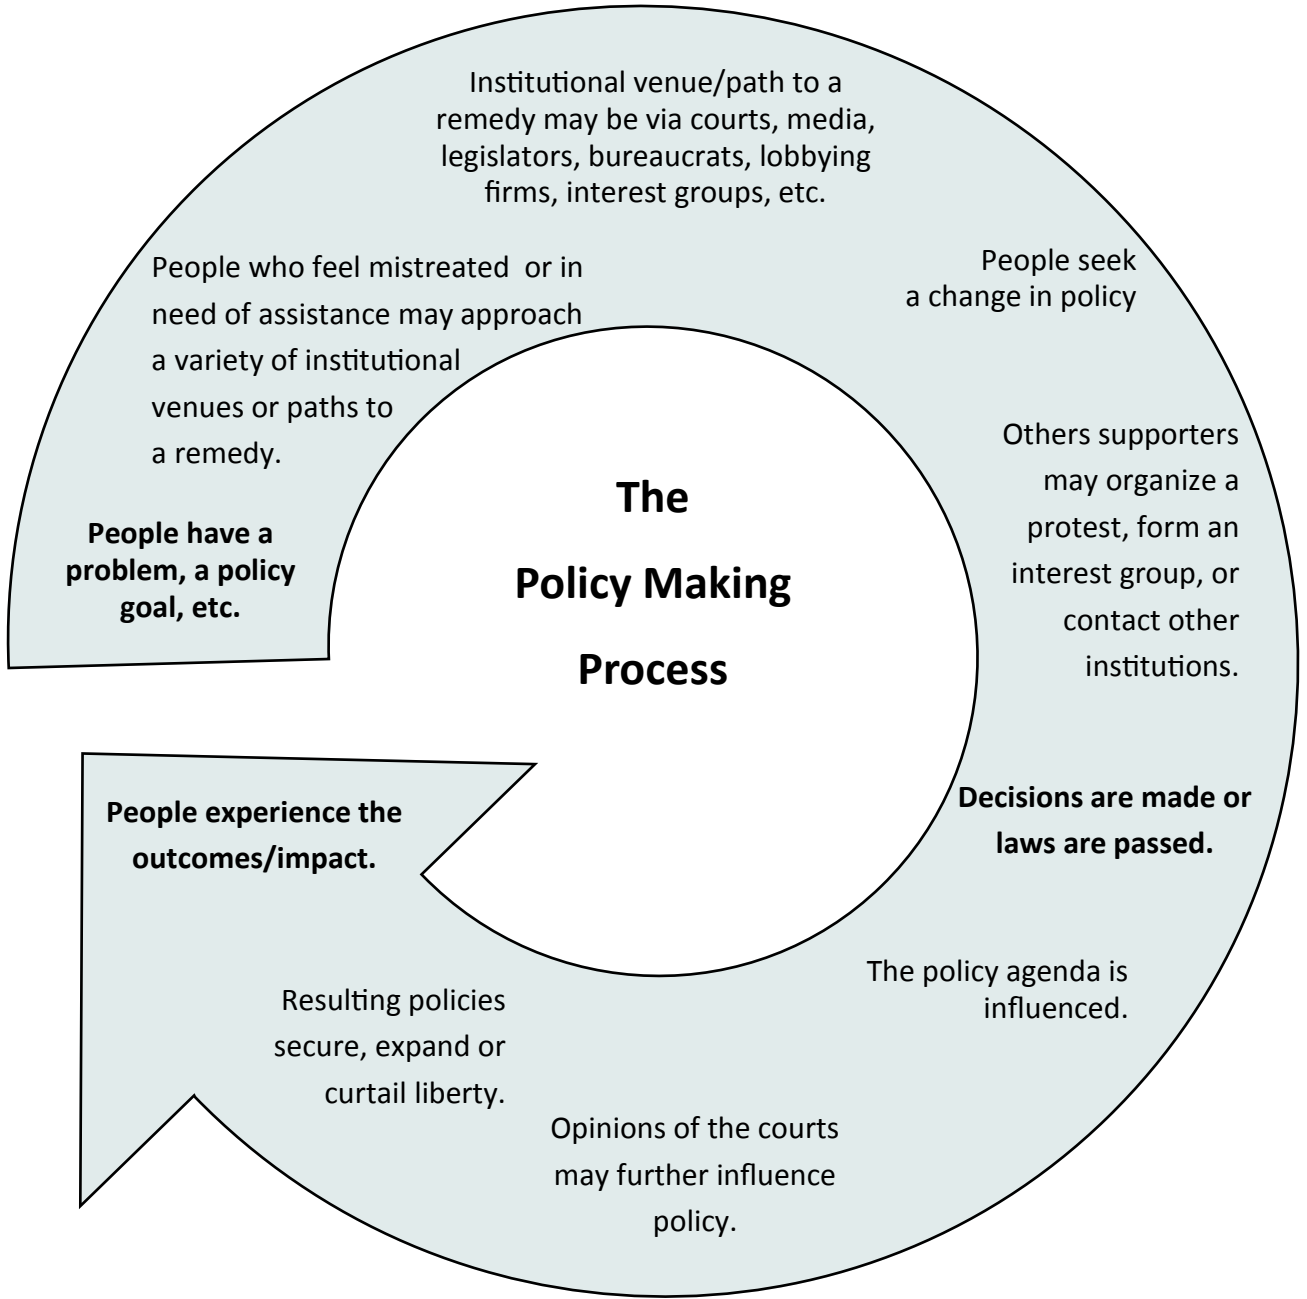 The
Policy Making
Process
People have a
problem, a policy
goal, etc.
People who feel mistreated  or in
need of assistance may approach
a variety of institutional
venues or paths to
a remedy.
Institutional venue/path to a
remedy may be via courts, media,
legislators, bureaucrats, lobbying
firms, interest groups, etc.
People seek
a change in policy
Others supporters
may organize a
protest, form an
interest group, or
contact other
institutions.
Decisions are made or
laws are passed.
The policy agenda is
influenced.
Opinions of the courts
may further influence
policy.
Resulting policies
secure, expand or
curtail liberty.
People experience the
outcomes/impact.